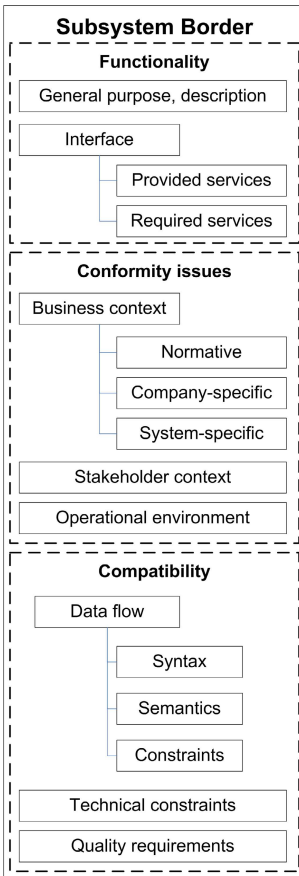 Subsystem Border
Functionality
General purpose, description
Interface
Provided services
Required services
Conformity issues
Business context
Normative
Company-specific
System-specific
Stakeholder context
Operational environment
Compatibility
Data flow
Syntax
Semantics
Constraints
Technical constraints
Quality requirements